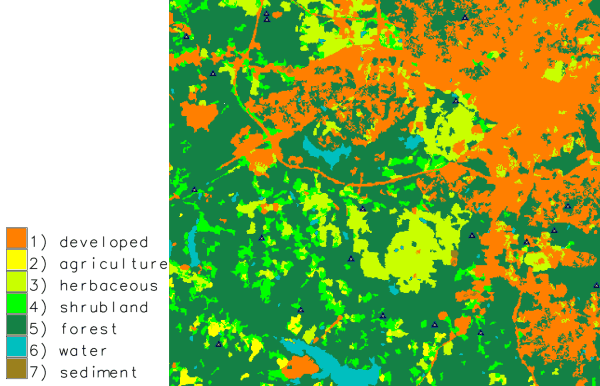 1) developed
2) agriculture
3) herbaceous
4) shrubland
5) forest
6) water
7) sediment